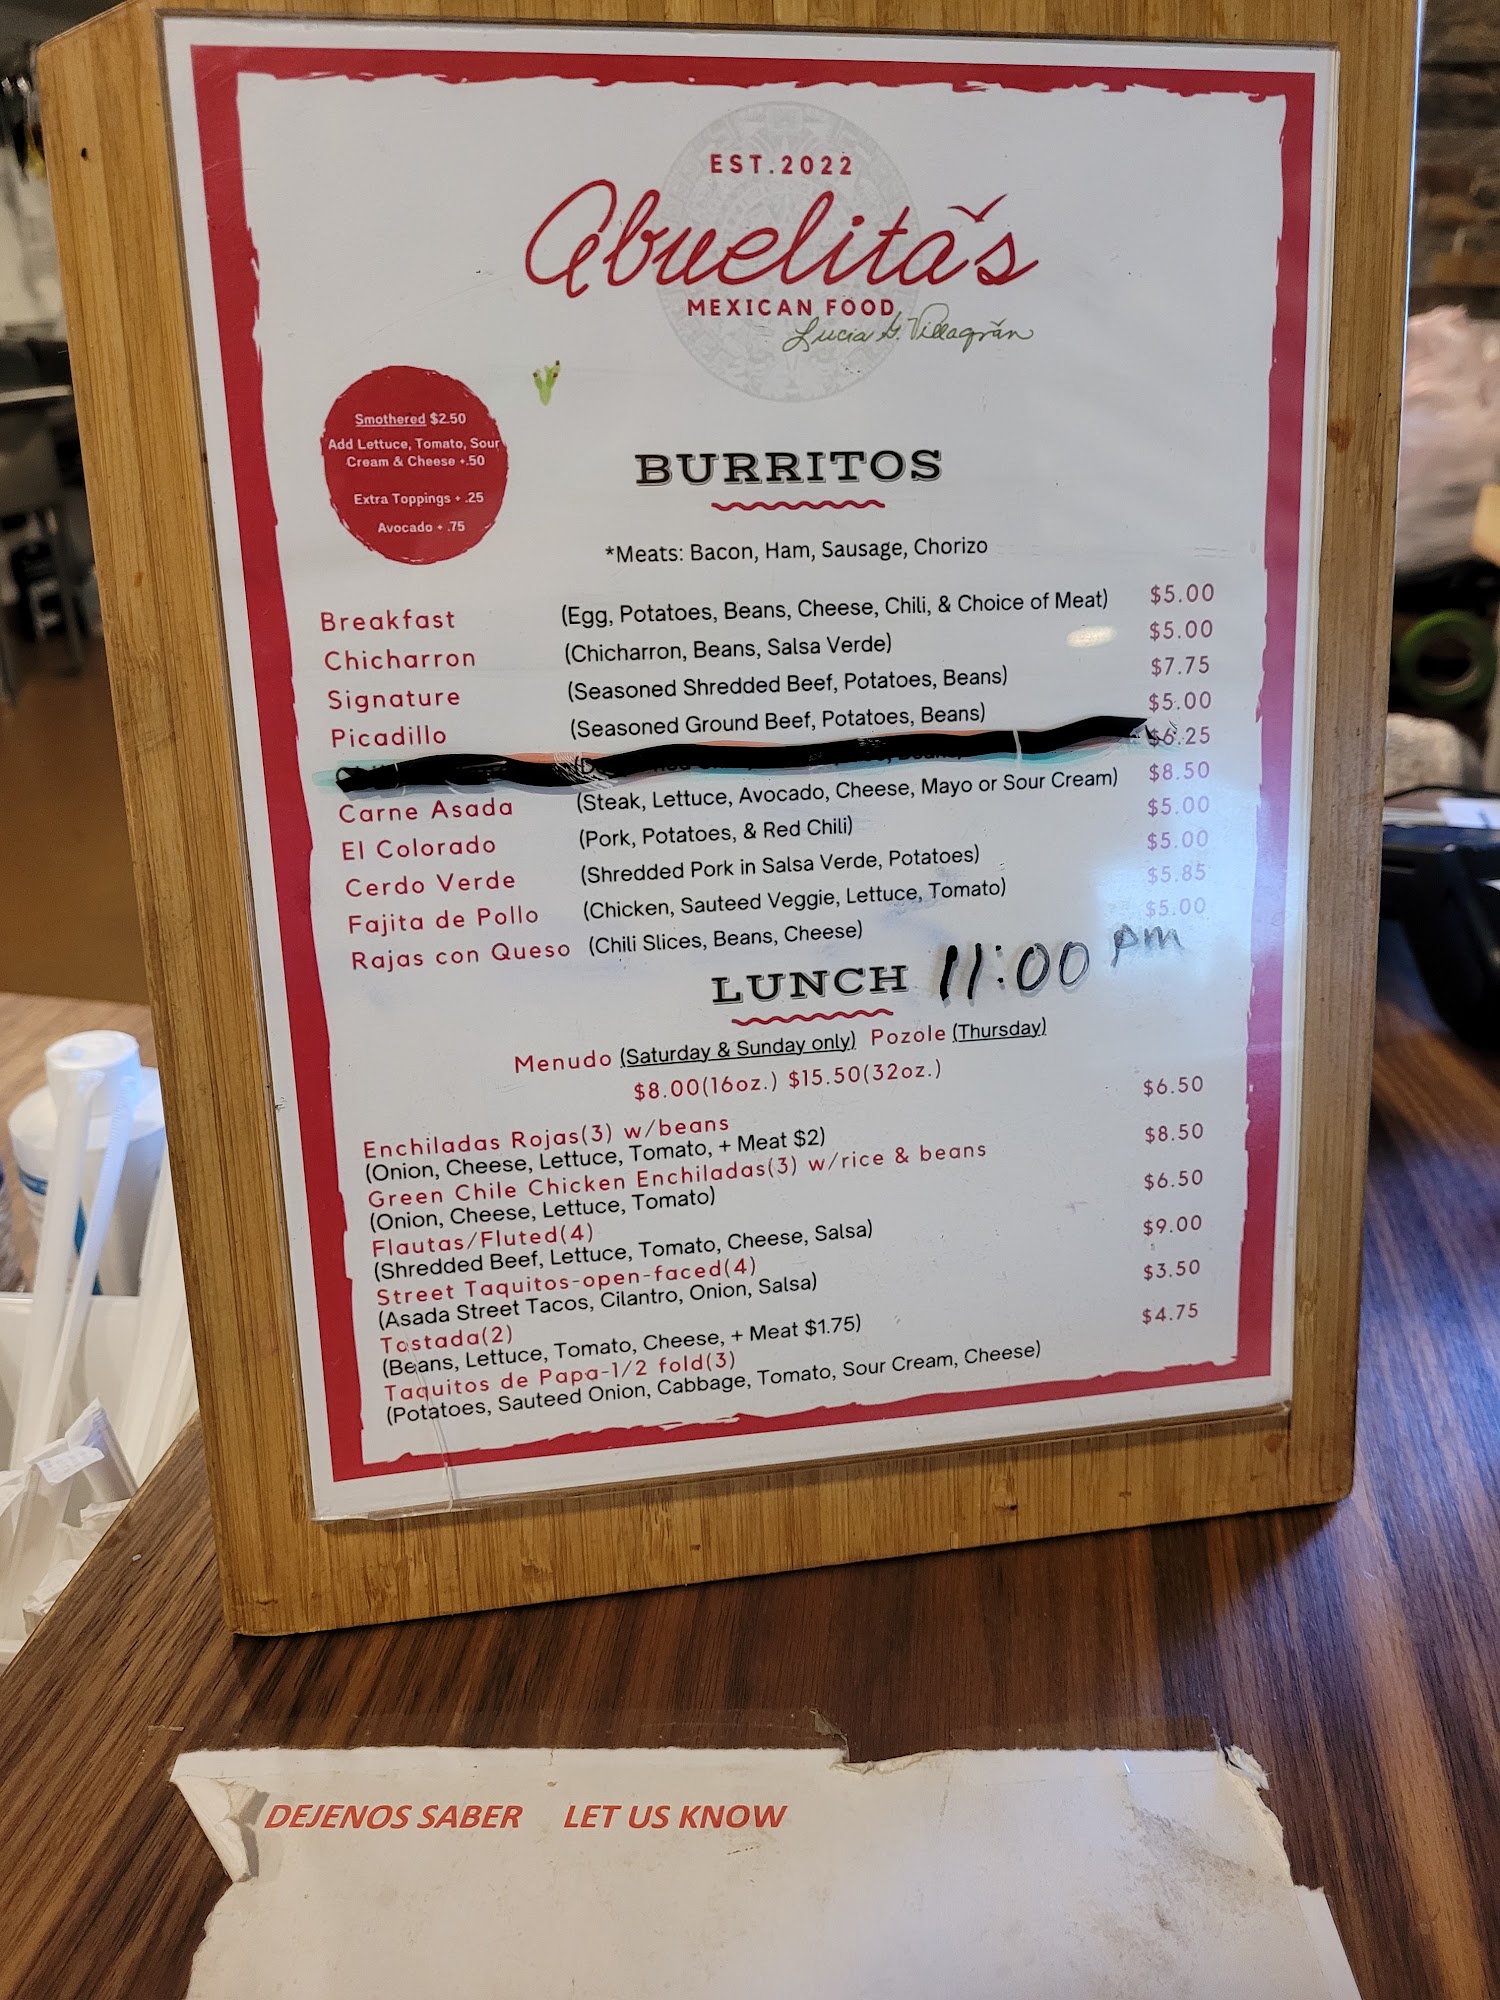 EST.2022
Abuelita's
MEXICAN FOOD
Lucia G. Villagrán
Smothered $2.50
Add Lettuce, Tomato, Sour
Cream & Cheese +.50
Extra Toppings + .25
Avocado + .75
BURRITOS
*Meats: Bacon, Ham, Sausage, Chorizo
Breakfast (Egg, Potatoes, Beans, Cheese, Chili, & Choice of Meat) $5.00
Chicharron (Chicharron, Beans, Salsa Verde) $5.00
Signature (Seasoned Shredded Beef, Potatoes, Beans) $7.75
Picadillo (Seasoned Ground Beef, Potatoes, Beans) $5.00
$6.25
Carne Asada (Steak, Lettuce, Avocado, Cheese, Mayo or Sour Cream) $8.50
El Colorado (Pork, Potatoes, & Red Chili) $5.00
Cerdo Verde (Shredded Pork in Salsa Verde, Potatoes) $5.00
Fajita de Pollo (Chicken, Sauteed Veggie, Lettuce, Tomato) $5.85
Rajas con Queso (Chili Slices, Beans, Cheese) $5.00
LUNCH 11:00 pm
Menudo (Saturday & Sunday only) Pozole (Thursday)
$8.00(16oz.) $15.50(32oz.)
Enchiladas Rojas(3) w/beans $6.50
(Onion, Cheese, Lettuce, Tomato, + Meat $2)
Green Chile Chicken Enchiladas(3) w/rice & beans $8.50
(Onion, Cheese, Lettuce, Tomato)
Flautas/Fluted(4) $6.50
(Shredded Beef, Lettuce, Tomato, Cheese, Salsa)
Street Taquitos-open-faced(4) $9.00
(Asada Street Tacos, Cilantro, Onion, Salsa)
Tostada(2) $3.50
(Beans, Lettuce, Tomato, Cheese, + Meat $1.75)
Taquitos de Papa-1/2 fold(3) $4.75
(Potatoes, Sauteed Onion, Cabbage, Tomato, Sour Cream, Cheese)
DEJENOS SABER LET US KNOW